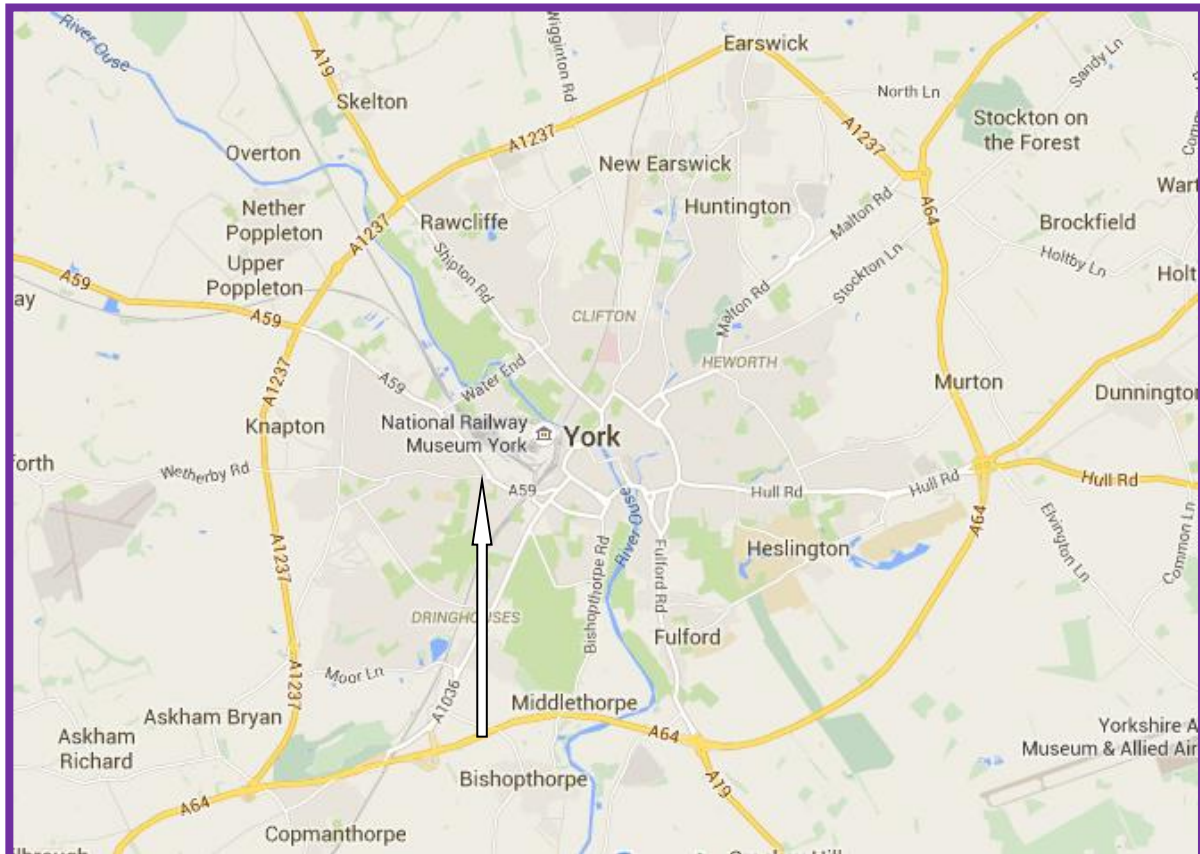 River Ouse
A19
Wigginton Rd
Earswick
Sandy Ln
Skelton
North Ln
A1237
A1237
Stockton on
the Forest
Overton
New Earswick
Nether
Poppleton
Rawcliffe
Huntington
Malton Rd
A64
Brockfield
A1237
Upper
Poppleton
Shipton Rd
Stockton Ln
Holtby Ln
A59
A59
CLIFTON
Malton Rd
HEWORTH
A1237
A59
Water End
Murton
Knapton
National Railway
Museum York
York
Wetherby Rd
A59
Hull Rd
Hull Rd
Hull Rd
River Ouse
A64
Elvington Ln
Common Ln
A1237
Bishopthorpe Rd
Fulford Rd
Heslington
DRINGHOUSES
Fulford
A1237
Moor Ln
A1036
Middlethorpe
Askham Bryan
A64
Askham
Richard
Yorkshire A
Museum & Allied Air
Bishopthorpe
A19
A64
Copmanthorpe